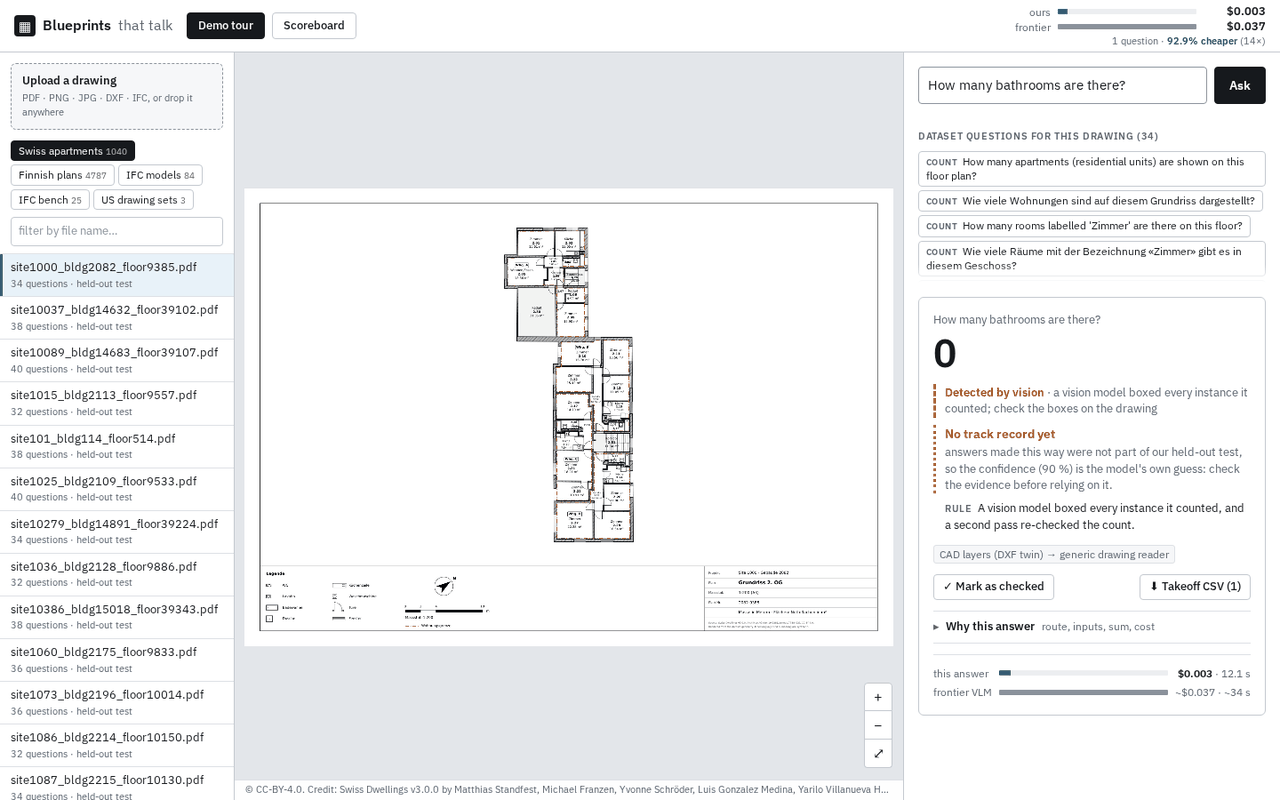 Blueprints that talk
Demo tour
Scoreboard
ours $0.003
frontier $0.037
1 question · 92.9% cheaper (14×)
Upload a drawing
PDF · PNG · JPG · DXF · IFC, or drop it
anywhere
Swiss apartments 1040
Finnish plans 4787
IFC models 84
IFC bench 25
US drawing sets 3
filter by file name...
site1000_bldg2082_floor9385.pdf
34 questions · held-out test
site10037_bldg14632_floor39102.pdf
38 questions · held-out test
site10089_bldg14683_floor39107.pdf
40 questions · held-out test
site1015_bldg2113_floor9557.pdf
32 questions · held-out test
site101_bldg114_floor514.pdf
38 questions · held-out test
site1025_bldg2109_floor9533.pdf
40 questions · held-out test
site10279_bldg14891_floor39224.pdf
34 questions · held-out test
site1036_bldg2128_floor9886.pdf
32 questions · held-out test
site10386_bldg15018_floor39343.pdf
38 questions · held-out test
site1060_bldg2175_floor9833.pdf
36 questions · held-out test
site1073_bldg2196_floor10014.pdf
36 questions · held-out test
site1086_bldg2214_floor10150.pdf
32 questions · held-out test
site1087_bldg2215_floor10130.pdf
34 questions · held-out test
Legende
N
Grundriss 2. OG
+
−
© CC-BY-4.0. Credit: Swiss Dwellings v3.0.0 by Matthias Standfest, Michael Franzen, Yvonne Schröder, Luis Gonzalez Medina, Yarilo Villanueva H...
How many bathrooms are there?
Ask
DATASET QUESTIONS FOR THIS DRAWING (34)
COUNT How many apartments (residential units) are shown on this
floor plan?
COUNT Wie viele Wohnungen sind auf diesem Grundriss dargestellt?
COUNT How many rooms labelled 'Zimmer' are there on this floor?
COUNT Wie viele Räume mit der Bezeichnung «Zimmer» gibt es in
diesem Geschoss?
How many bathrooms are there?
0
Detected by vision · a vision model boxed every instance it
counted; check the boxes on the drawing
No track record yet
answers made this way were not part of our held-out test,
so the confidence (90 %) is the model's own guess: check
the evidence before relying on it.
RULE A vision model boxed every instance it counted, and
a second pass re-checked the count.
CAD layers (DXF twin) → generic drawing reader
✓ Mark as checked
⬇ Takeoff CSV (1)
▸ Why this answer route, inputs, sum, cost
this answer $0.003 · 12.1 s
frontier VLM ~$0.037 · ~34 s